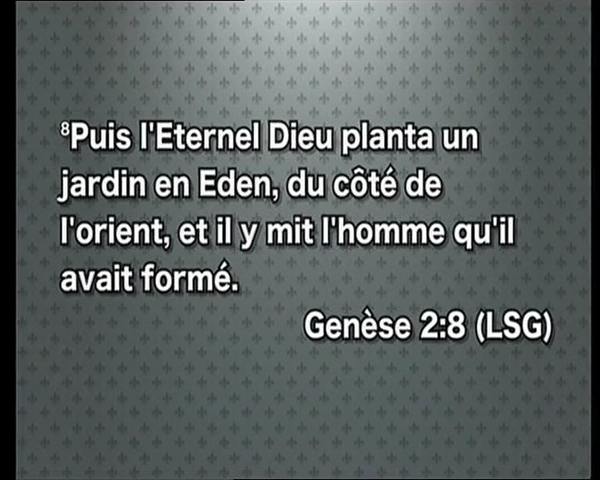 ⁸Puis l'Eternel Dieu planta un
jardin en Eden, du côté de
l'orient, et il y mit l'homme qu'il
avait formé.
Genèse 2:8 (LSG)